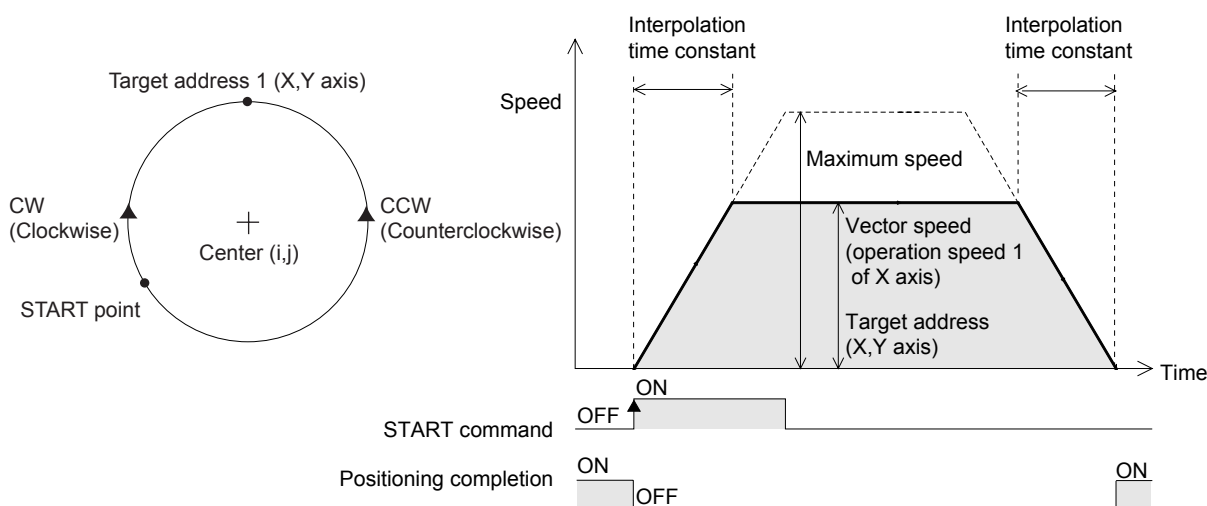 Target address 1 (X,Y axis)
CW
(Clockwise)
CCW
(Counterclockwise)
Center (i,j)
START point
Interpolation
time constant
Interpolation
time constant
Speed
Maximum speed
Vector speed
(operation speed 1
of X axis)
Target address
(X,Y axis)
Time
ON
OFF
START command
ON
Positioning completion
OFF
ON